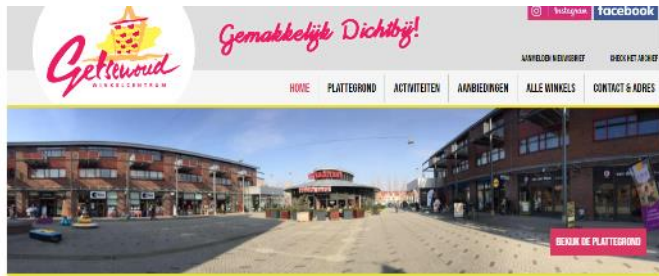 Instagram facebook
Gemakkelijk Dichtbij!
Getsewoud
WINKELCENTRUM
AANMELDEN NIEUWSBRIEF CHECK HET ARCHIEF
HOME PLATTEGROND ACTIVITEITEN AANBIEDINGEN ALLE WINKELS CONTACT & ADRES
BEKIJK DE PLATTEGROND